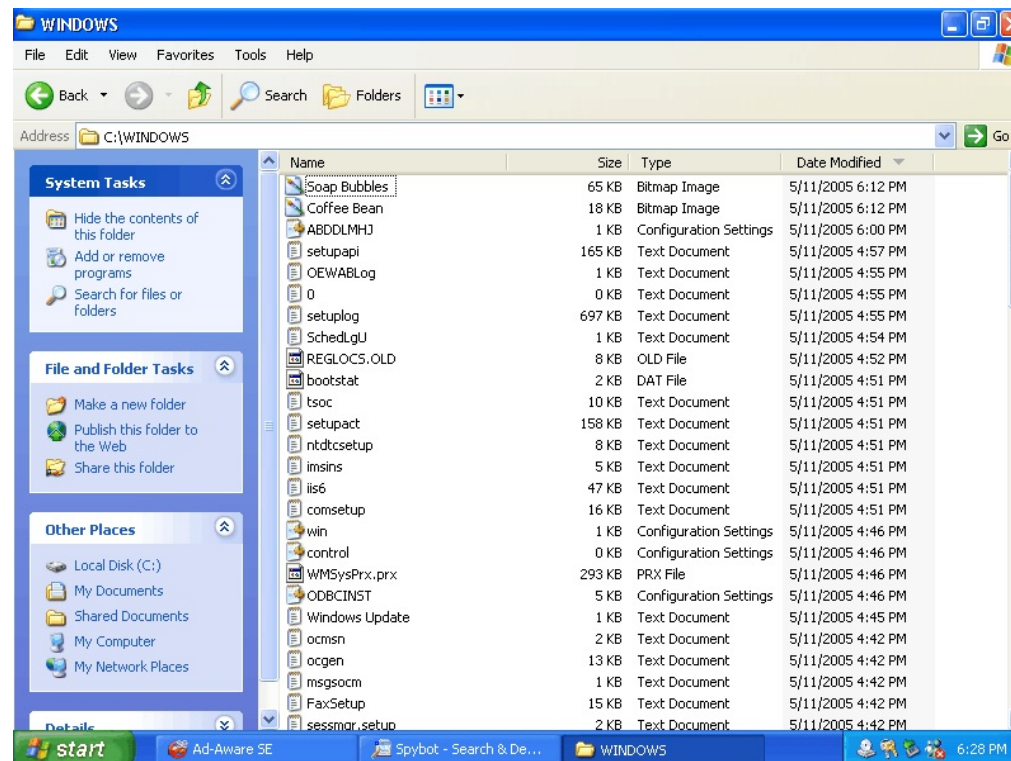 WINDOWS
File Edit View Favorites Tools Help
Back Search Folders
Address C:\WINDOWS Go
System Tasks
Hide the contents of
this folder
Add or remove
programs
Search for files or
folders
File and Folder Tasks
Make a new folder
Publish this folder to
the Web
Share this folder
Other Places
Local Disk (C:)
My Documents
Shared Documents
My Computer
My Network Places
Details
Name Size Type Date Modified
Soap Bubbles 65 KB Bitmap Image 5/11/2005 6:12 PM
Coffee Bean 18 KB Bitmap Image 5/11/2005 6:12 PM
ABDDLMHJ 1 KB Configuration Settings 5/11/2005 6:00 PM
setupapi 165 KB Text Document 5/11/2005 4:57 PM
OEWABLog 1 KB Text Document 5/11/2005 4:55 PM
0 0 KB Text Document 5/11/2005 4:55 PM
setuplog 697 KB Text Document 5/11/2005 4:55 PM
SchedLgU 1 KB Text Document 5/11/2005 4:54 PM
REGLOCS.OLD 8 KB OLD File 5/11/2005 4:52 PM
bootstat 2 KB DAT File 5/11/2005 4:51 PM
tsoc 10 KB Text Document 5/11/2005 4:51 PM
setupact 158 KB Text Document 5/11/2005 4:51 PM
ntdtcsetup 8 KB Text Document 5/11/2005 4:51 PM
imsins 5 KB Text Document 5/11/2005 4:51 PM
iis6 47 KB Text Document 5/11/2005 4:51 PM
comsetup 16 KB Text Document 5/11/2005 4:51 PM
win 1 KB Configuration Settings 5/11/2005 4:46 PM
control 0 KB Configuration Settings 5/11/2005 4:46 PM
WMSysPrx.prx 293 KB PRX File 5/11/2005 4:46 PM
ODBCINST 5 KB Configuration Settings 5/11/2005 4:46 PM
Windows Update 1 KB Text Document 5/11/2005 4:45 PM
ocmsn 2 KB Text Document 5/11/2005 4:42 PM
ocgen 13 KB Text Document 5/11/2005 4:42 PM
msgsocm 1 KB Text Document 5/11/2005 4:42 PM
FaxSetup 15 KB Text Document 5/11/2005 4:42 PM
sessmgr.setup 2 KB Text Document 5/11/2005 4:42 PM
start Ad-Aware SE Spybot - Search & De... WINDOWS 6:28 PM